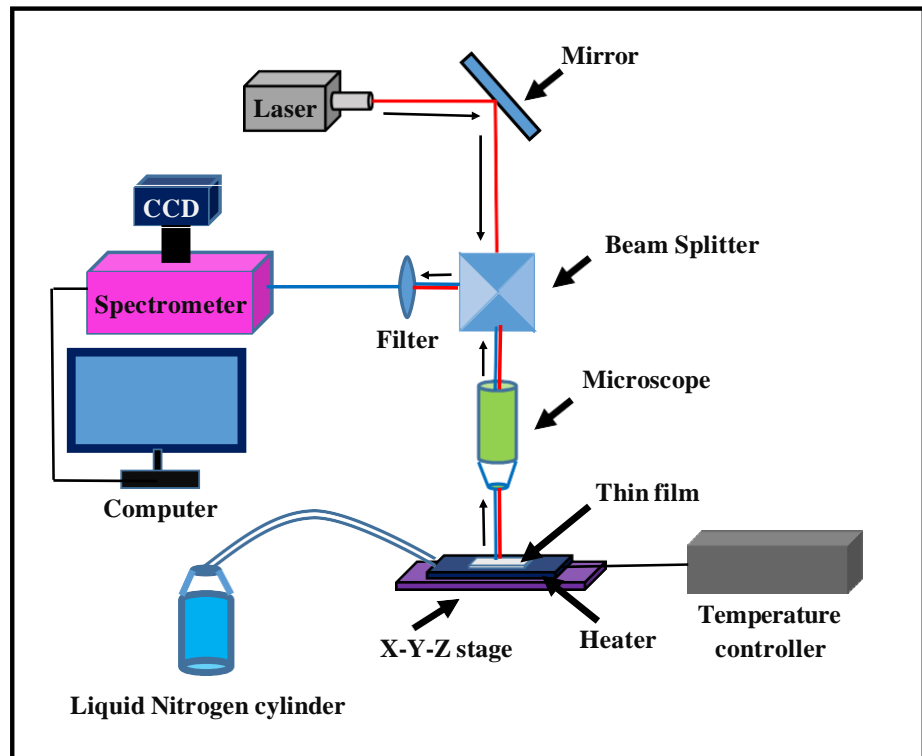 Mirror
Laser
CCD
Beam Splitter
Spectrometer
Filter
Microscope
Thin film
Computer
Temperature
controller
Heater
X-Y-Z stage
Liquid Nitrogen cylinder